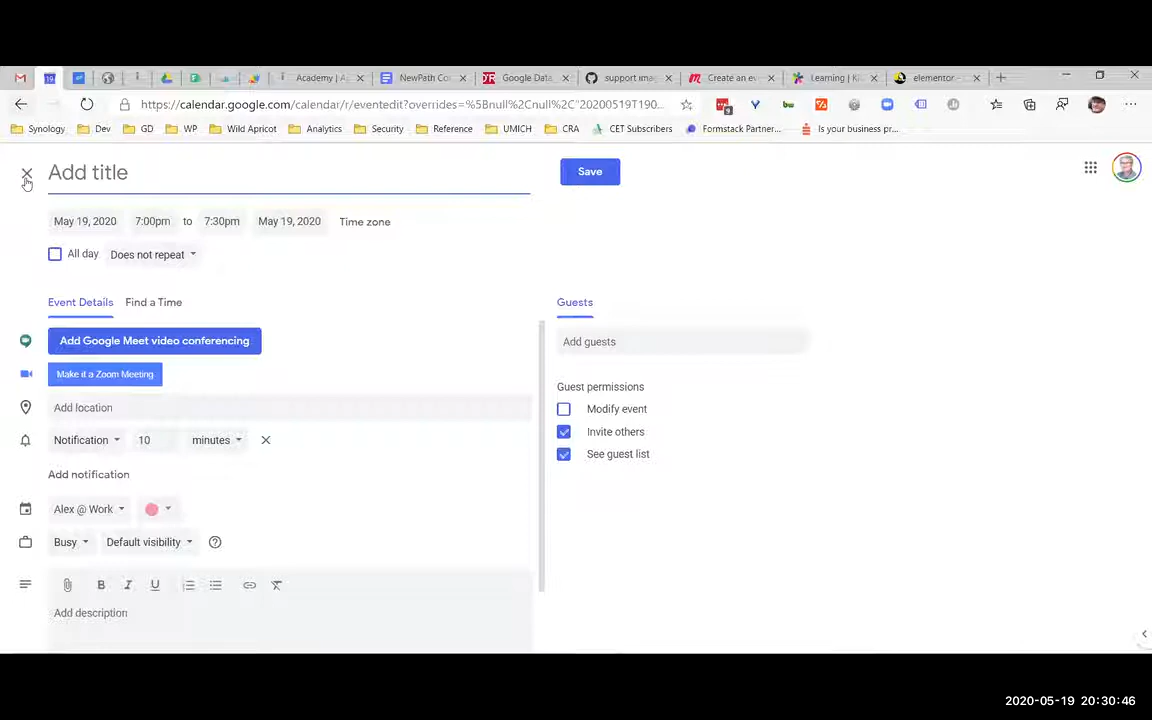 19
Academy | A
NewPath Co
Google Data
support ima
Create an ev
Learning | K
elementor -
https://calendar.google.com/calendar/r/eventedit?overrides=%5Bnull%2Cnull%2C"20200519T190...
Synology Dev GD WP Wild Apricot Analytics Security Reference UMICH CRA CET Subscribers Formstack Partner... Is your business pr...
Add title
Save
May 19, 2020 7:00pm to 7:30pm May 19, 2020 Time zone
All day Does not repeat
Event Details Find a Time
Guests
Add Google Meet video conferencing
Add guests
Make it a Zoom Meeting
Guest permissions
Add location
Modify event
Notification 10 minutes
Invite others
See guest list
Add notification
Alex @ Work
Busy Default visibility
B I U
Add description
2020-05-19 20:30:46